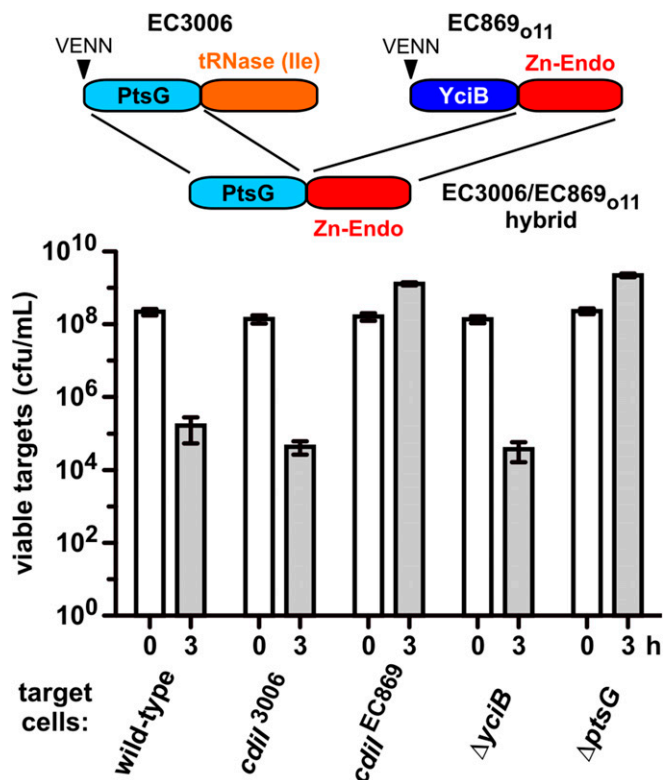 EC3006
EC869o11
VENN
tRNase (Ile)
VENN
Zn-Endo
PtsG
YciB
PtsG
EC3006/EC869o11
hybrid
Zn-Endo
viable targets (cfu/mL)
10^10
10^8
10^6
10^4
10^2
10^0
0 3 0 3 0 3 0 3 0 3 h
target
cells:
wild-type
cdiI 3006
cdiI EC869
ΔyciB
ΔptsG